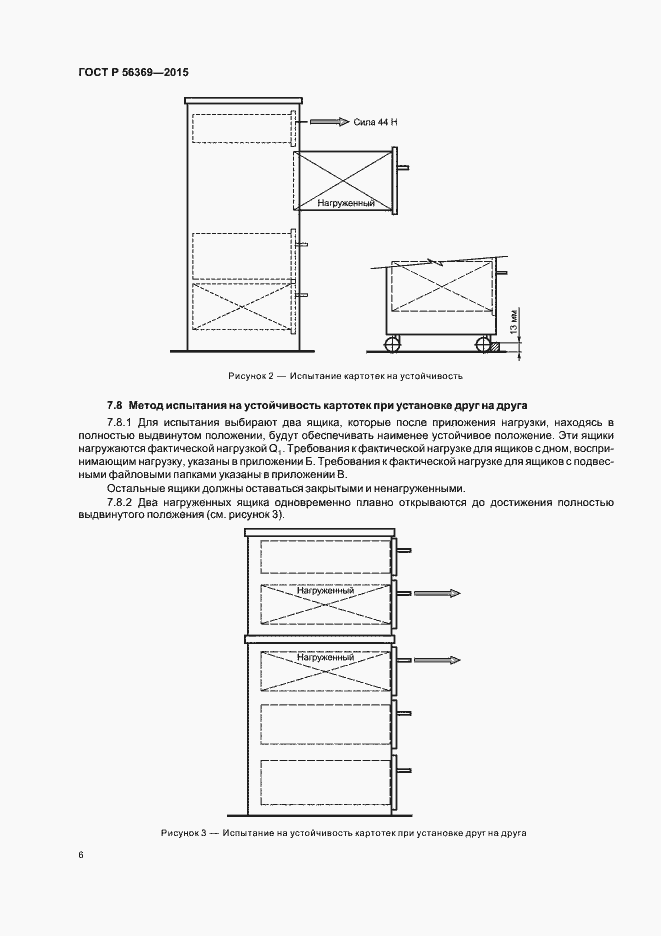 ГОСТ Р 56369—2015
Сила 44 Н
Нагруженный
13 мм
Рисунок 2 — Испытание картотек на устойчивость
7.8 Метод испытания на устойчивость картотек при установке друг на друга
7.8.1 Для испытания выбирают два ящика, которые после приложения нагрузки, находясь в
полностью выдвинутом положении, будут обеспечивать наименее устойчивое положение. Эти ящики
нагружаются фактической нагрузкой Q₁. Требования к фактической нагрузке для ящиков с дном, воспри-
нимающим нагрузку, указаны в приложении Б. Требования к фактической нагрузке для ящиков с подвес-
ными файловыми папками указаны в приложении В.
Остальные ящики должны оставаться закрытыми и ненагруженными.
7.8.2 Два нагруженных ящика одновременно плавно открываются до достижения полностью
выдвинутого положения (см. рисунок 3).
Нагруженный
Нагруженный
Рисунок 3 — Испытание на устойчивость картотек при установке друг на друга
6